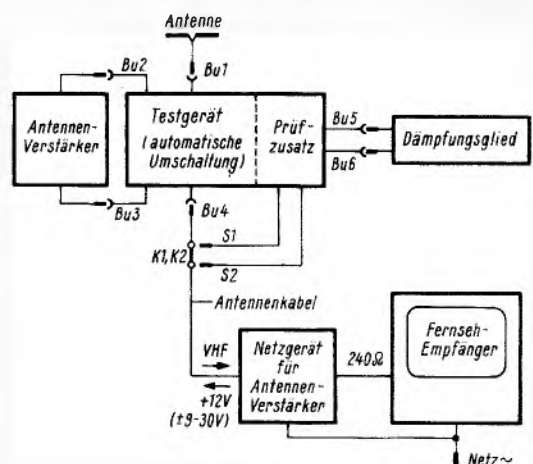 Antenne
Bu1
Bu2
Antennen-
Verstärker
Bu3
Testgerät
(automatische
Umschaltung)
Prüf-
zusatz
Bu5
Bu6
Dämpfungsglied
Bu4
S1
K1,K2
S2
Antennenkabel
VHF
+12V
(±9-30V)
Netzgerät
für
Antennen-
Verstärker
240Ω
Fernseh-
Empfänger
Netz~